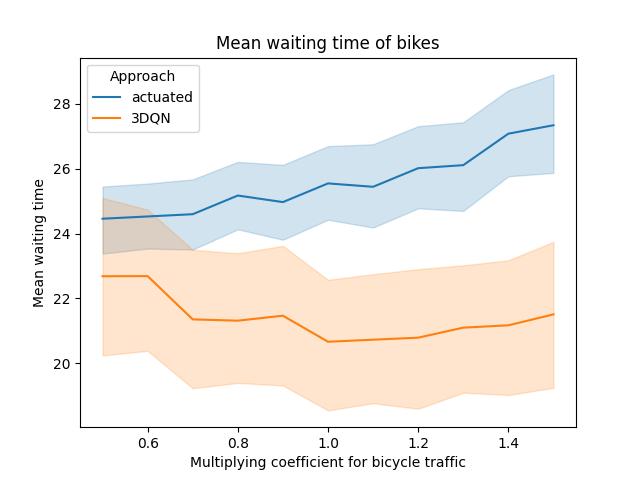 Mean waiting time of bikes
Approach
actuated
3DQN
28
26
24
22
20
Mean waiting time
0.6 0.8 1.0 1.2 1.4
Multiplying coefficient for bicycle traffic